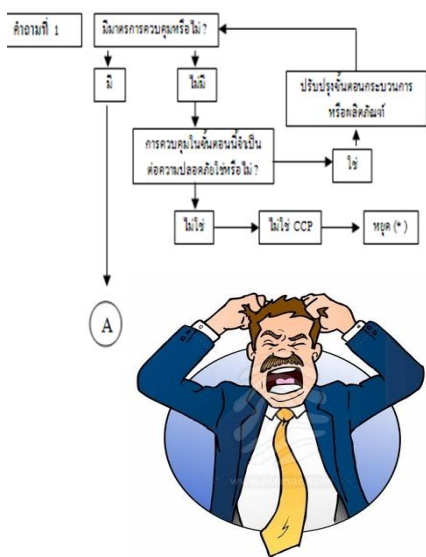 คำถามที่ 1
มีมาตรการควบคุมหรือไม่?
มี
ไม่มี
ปรับปรุงขั้นตอนกระบวนการ
หรือผลิตภัณฑ์
การควบคุมในขั้นตอนนี้จำเป็น
ต่อความปลอดภัยใช่หรือไม่?
ใช่
ไม่ใช่
ไม่ใช่ CCP
หยุด (*)
A